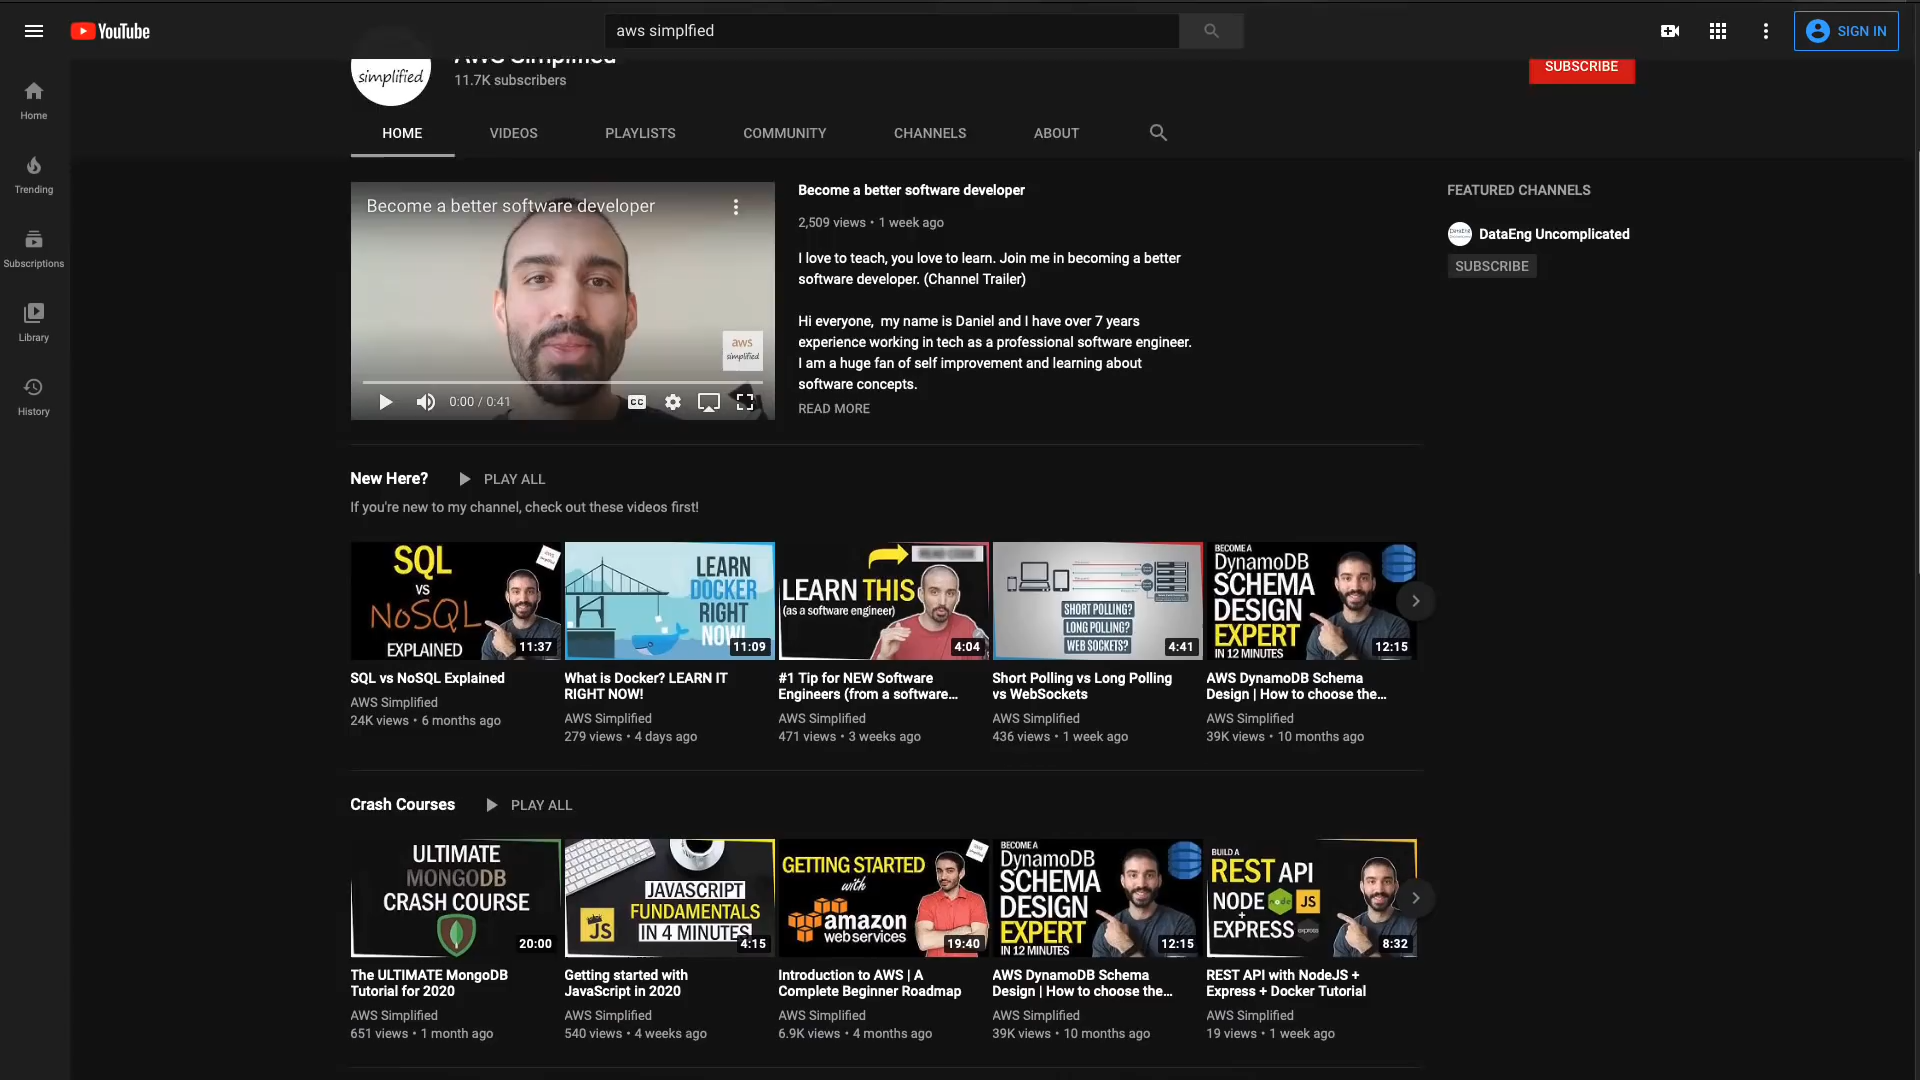 YouTube
aws simplfied
SIGN IN
simplified
AWS Simplified
11.7K subscribers
SUBSCRIBE
Home
Trending
Subscriptions
Library
History
HOME
VIDEOS
PLAYLISTS
COMMUNITY
CHANNELS
ABOUT
Become a better software developer
aws
simplified
0:00 / 0:41
CC
Become a better software developer
2,509 views • 1 week ago
I love to teach, you love to learn. Join me in becoming a better
software developer. (Channel Trailer)
Hi everyone,  my name is Daniel and I have over 7 years
experience working in tech as a professional software engineer.
I am a huge fan of self improvement and learning about
software concepts.
READ MORE
FEATURED CHANNELS
DataEng Uncomplicated
SUBSCRIBE
New Here?
PLAY ALL
If you're new to my channel, check out these videos first!
SQL
VS
NoSQL
EXPLAINED
11:37
SQL vs NoSQL Explained
AWS Simplified
24K views • 6 months ago
LEARN
DOCKER
RIGHT
NOW!
11:09
What is Docker? LEARN IT
RIGHT NOW!
AWS Simplified
279 views • 4 days ago
LEARN THIS
(as a software engineer)
4:04
#1 Tip for NEW Software
Engineers (from a software...
AWS Simplified
471 views • 3 weeks ago
SHORT POLLING?
LONG POLLING?
WEB SOCKETS?
4:41
Short Polling vs Long Polling
vs WebSockets
AWS Simplified
436 views • 1 week ago
BECOME A
DynamoDB
SCHEMA
DESIGN
EXPERT
IN 12 MINUTES
12:15
AWS DynamoDB Schema
Design | How to choose the...
AWS Simplified
39K views • 10 months ago
Crash Courses
PLAY ALL
ULTIMATE
MONGODB
CRASH COURSE
20:00
The ULTIMATE MongoDB
Tutorial for 2020
AWS Simplified
651 views • 1 month ago
JAVASCRIPT
FUNDAMENTALS
IN 4 MINUTES
JS
4:15
Getting started with
JavaScript in 2020
AWS Simplified
540 views • 4 weeks ago
GETTING STARTED
with
amazon
webservices
19:40
Introduction to AWS | A
Complete Beginner Roadmap
AWS Simplified
6.9K views • 4 months ago
BECOME A
DynamoDB
SCHEMA
DESIGN
EXPERT
IN 12 MINUTES
12:15
AWS DynamoDB Schema
Design | How to choose the...
AWS Simplified
39K views • 10 months ago
BUILD A
REST API
NODE
node
JS
+
EXPRESS
express
8:32
REST API with NodeJS +
Express + Docker Tutorial
AWS Simplified
19 views • 1 week ago